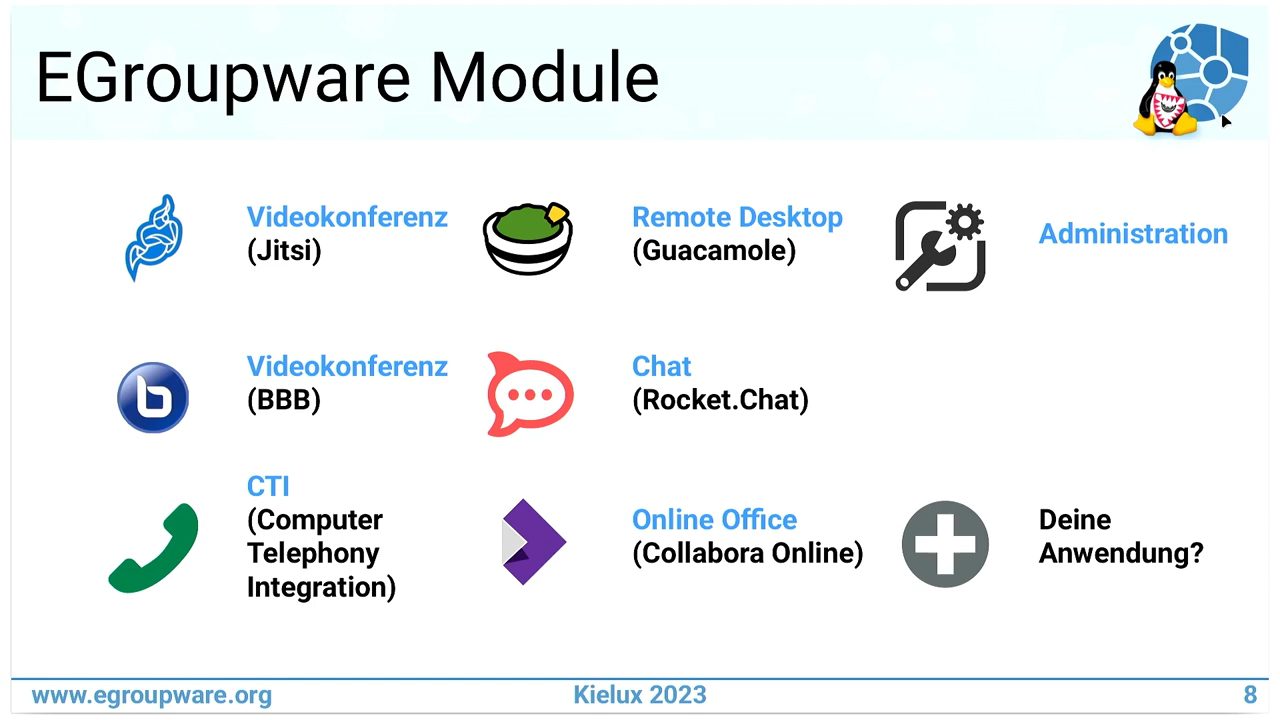 EGroupware Module
Videokonferenz
(Jitsi)
Remote Desktop
(Guacamole)
Administration
Videokonferenz
(BBB)
Chat
(Rocket.Chat)
CTI
(Computer
Telephony
Integration)
Online Office
(Collabora Online)
Deine
Anwendung?
www.egroupware.org
Kielux 2023
8